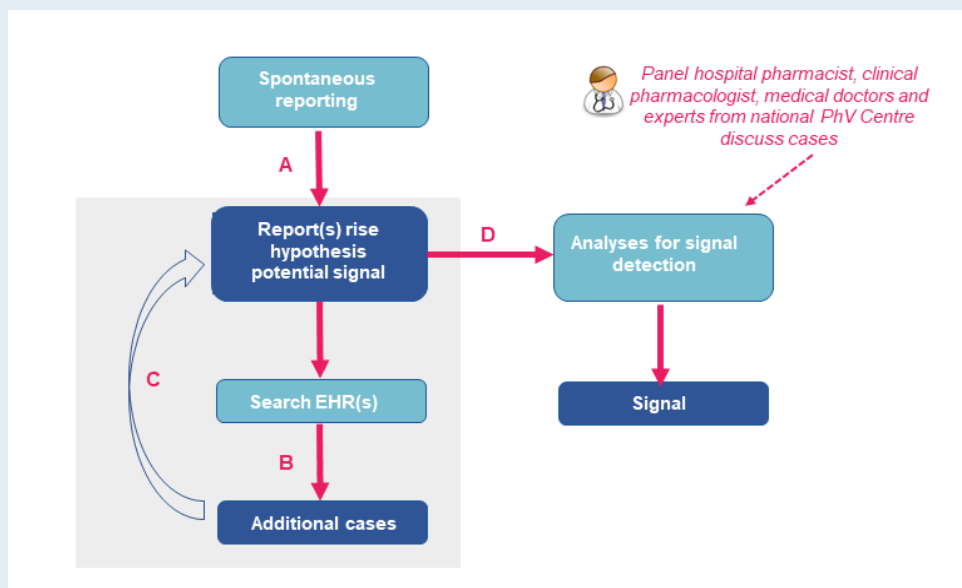 Spontaneous
reporting
Panel hospital pharmacist, clinical
pharmacologist, medical doctors and
experts from national PhV Centre
discuss cases
A
Report(s) rise
hypothesis
potential signal
D
Analyses for signal
detection
C
Search EHR(s)
Signal
B
Additional cases